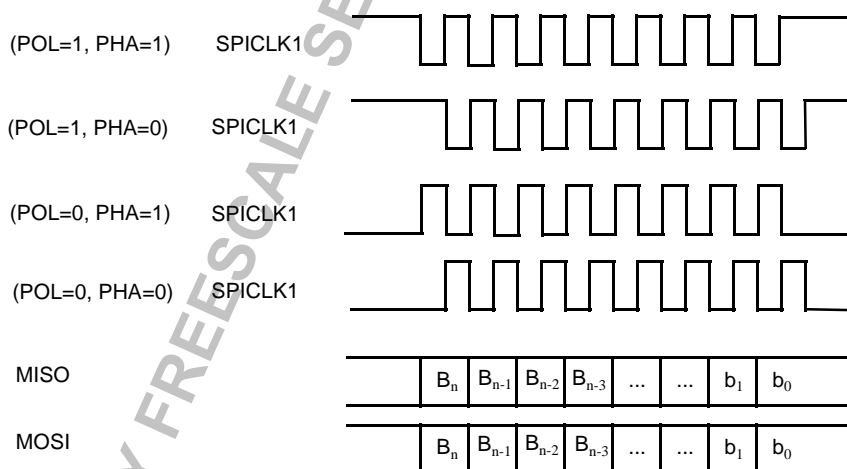 (POL=1, PHA=1) SPICLK1
(POL=1, PHA=0) SPICLK1
(POL=0, PHA=1) SPICLK1
(POL=0, PHA=0) SPICLK1
MISO Bn Bn-1 Bn-2 Bn-3 ... ... b1 b0
MOSI Bn Bn-1 Bn-2 Bn-3 ... ... b1 b0
Y FREESCALE SE